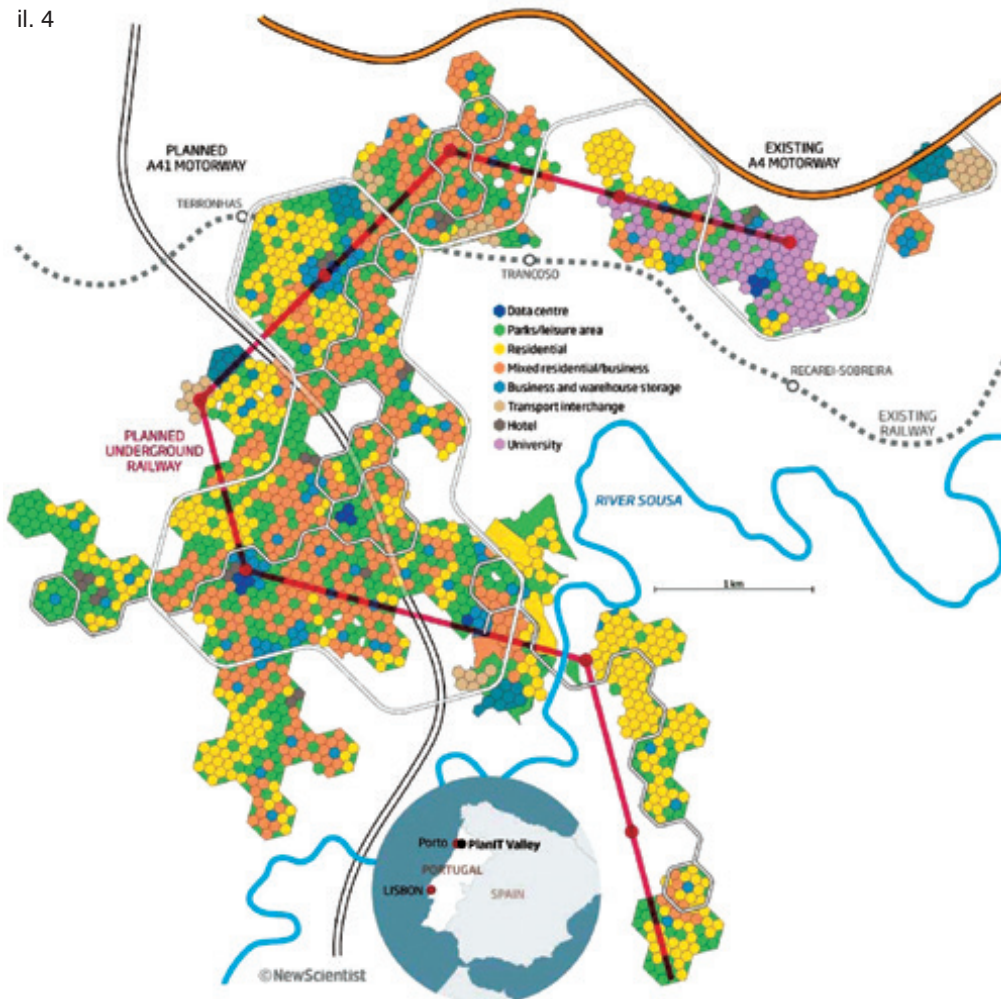 il. 4
PLANNED
A41 MOTORWAY
EXISTING
A4 MOTORWAY
TERRONHAS
TRANCOSO
Data centre
Parks/leisure area
Residential
Mixed residential/business
Business and warehouse storage
Transport interchange
Hotel
University
RECAREI-SOBREIRA
EXISTING
RAILWAY
PLANNED
UNDERGROUND
RAILWAY
RIVER SOUSA
1 km
Porto
PlanIT Valley
PORTUGAL
LISBON
SPAIN
©NewScientist